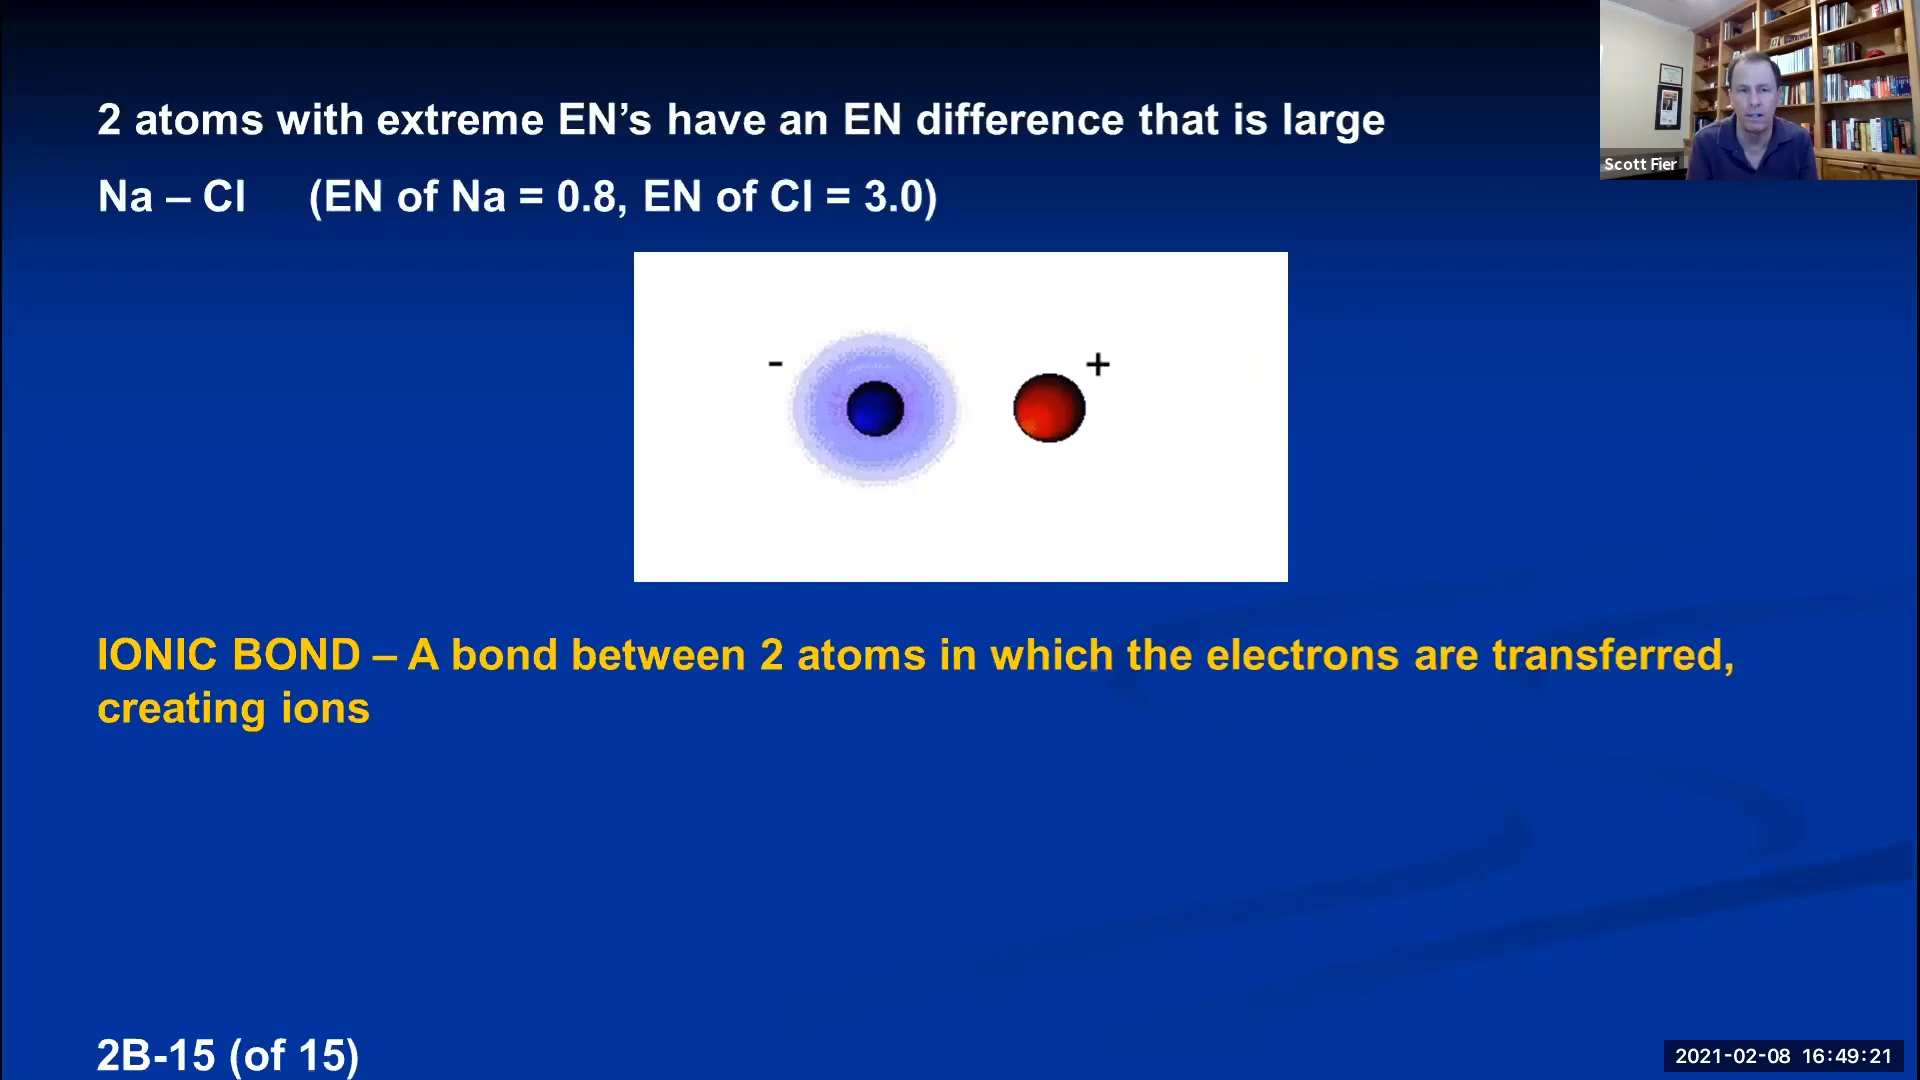 2 atoms with extreme EN’s have an EN difference that is large
Scott Fier
Na – Cl (EN of Na = 0.8, EN of Cl = 3.0)
- +
IONIC BOND – A bond between 2 atoms in which the electrons are transferred,
creating ions
2B-15 (of 15)
2021-02-08 16:49:21